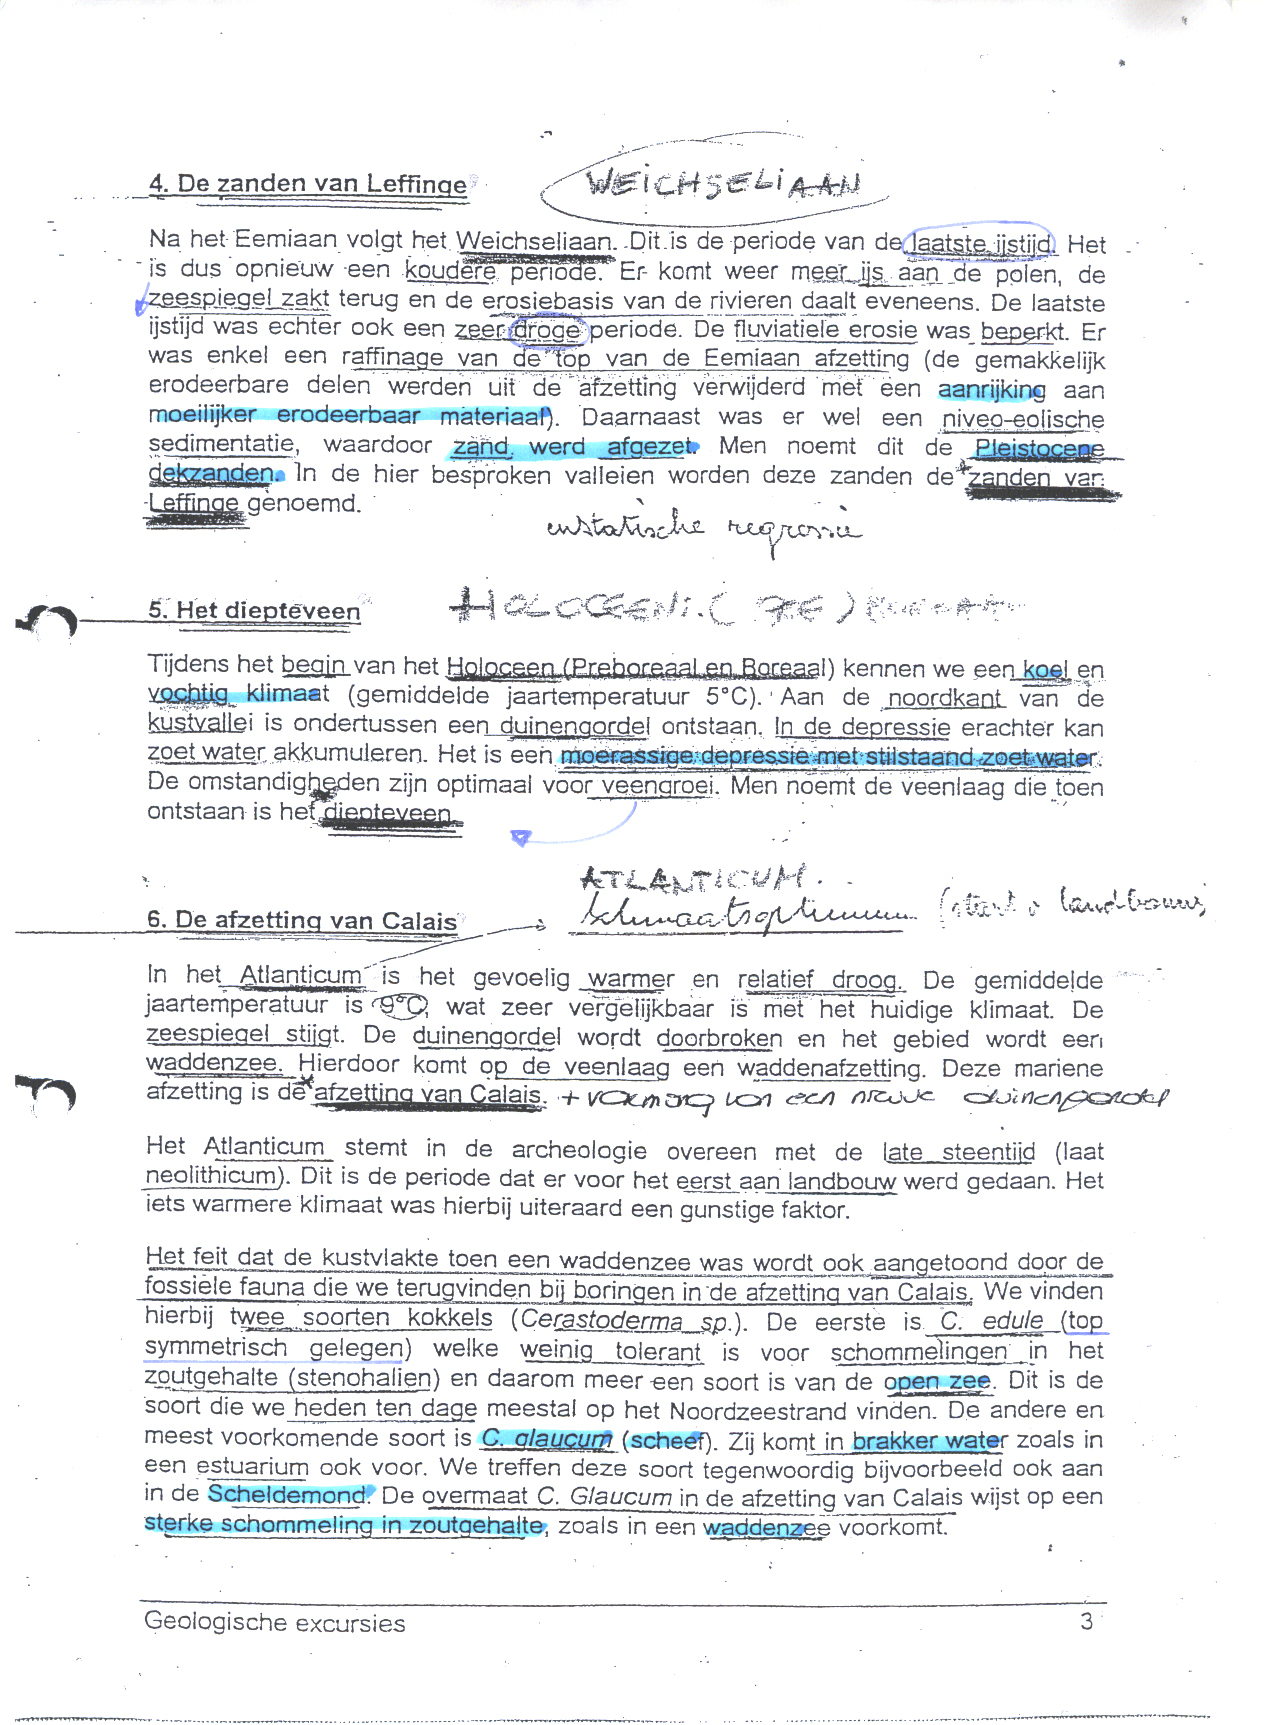 4. De zanden van Leffinge WEICHSELIAAN
Na het Eemiaan volgt het Weichseliaan. Dit is de periode van de laatste ijstijd. Het
is dus opnieuw een koudere periode. Er komt weer meer ijs aan de polen, de
zeespiegel zakt terug en de erosiebasis van de rivieren daalt eveneens. De laatste
ijstijd was echter ook een zeer droge periode. De fluviatiele erosie was beperkt. Er
was enkel een raffinage van de top van de Eemiaan afzetting (de gemakkelijk
erodeerbare delen werden uit de afzetting verwijderd met een aanrijking aan
moeilijker erodeerbaar materiaal). Daarnaast was er wel een niveo-eolische
sedimentatie, waardoor zand werd afgezet. Men noemt dit de Pleistocene
dekzanden. In de hier besproken valleien worden deze zanden de zanden van
Leffinge genoemd.
eustatische regressie
5. Het diepteveen HOLOCEEN
Tijdens het begin van het Holoceen (Preboreaal en Boreaal) kennen we een koel en
vochtig klimaat (gemiddelde jaartemperatuur 5°C). Aan de noordkant van de
kustvallei is ondertussen een duinengordel ontstaan. In de depressie erachter kan
zoet water akkumuleren. Het is een moerassige depressie met stilstaand zoet water.
De omstandigheden zijn optimaal voor veengroei. Men noemt de veenlaag die toen
ontstaan is het diepteveen.
ATLANTICUM.
6. De afzetting van Calais klimaatsoptimum (start landbouw)
In het Atlanticum is het gevoelig warmer en relatief droog. De gemiddelde
jaartemperatuur is 9°C, wat zeer vergelijkbaar is met het huidige klimaat. De
zeespiegel stijgt. De duinengordel wordt doorbroken en het gebied wordt een
waddenzee. Hierdoor komt op de veenlaag een waddenafzetting. Deze mariene
afzetting is de afzetting van Calais. + vorming van een nieuwe duinengordel
Het Atlanticum stemt in de archeologie overeen met de late steentijd (laat
neolithicum). Dit is de periode dat er voor het eerst aan landbouw werd gedaan. Het
iets warmere klimaat was hierbij uiteraard een gunstige faktor.
Het feit dat de kustvlakte toen een waddenzee was wordt ook aangetoond door de
fossiele fauna die we terugvinden bij boringen in de afzetting van Calais. We vinden
hierbij twee soorten kokkels (Cerastoderma sp.). De eerste is C. edule (top
symmetrisch gelegen) welke weinig tolerant is voor schommelingen in het
zoutgehalte (stenohalien) en daarom meer een soort is van de open zee. Dit is de
soort die we heden ten dage meestal op het Noordzeestrand vinden. De andere en
meest voorkomende soort is C. glaucum (scheef). Zij komt in brakker water zoals in
een estuarium ook voor. We treffen deze soort tegenwoordig bijvoorbeeld ook aan
in de Scheldemond. De overmaat C. Glaucum in de afzetting van Calais wijst op een
sterke schommeling in zoutgehalte, zoals in een waddenzee voorkomt.
Geologische excursies 3